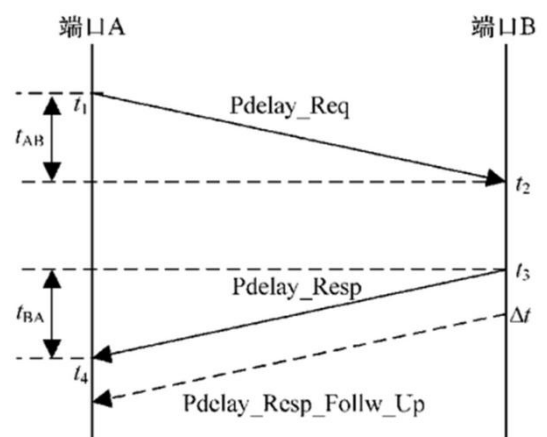 端口A
端口B
t1
Pdelay_Req
tAB
t2
t3
Pdelay_Resp
tBA
Δt
t4
Pdelay_Resp_Follw_Up